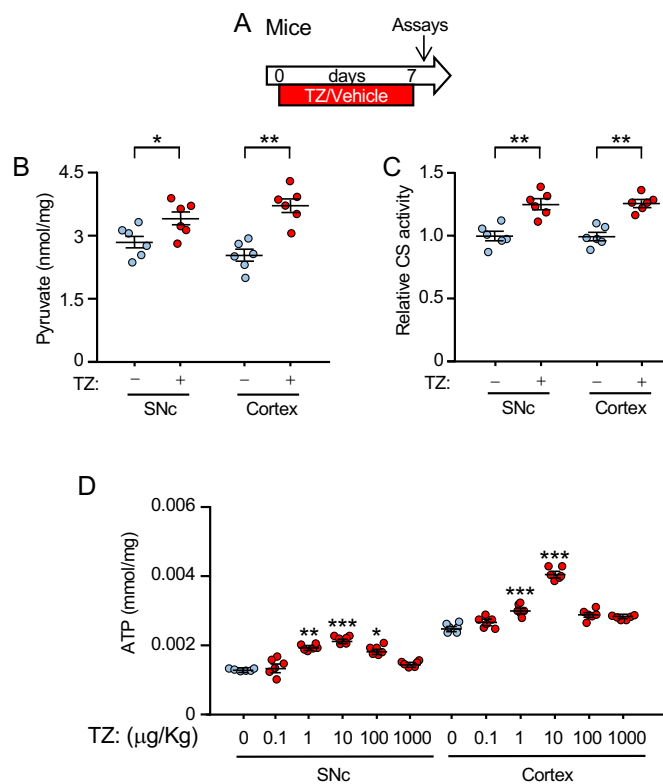 A Mice Assays
0 days 7
TZ/Vehicle
B
* **
Pyruvate (nmol/mg)
4.5
3
1.5
0
TZ: − + − +
SNc Cortex
C
** **
Relative CS activity
1.5
1.0
0.5
0
TZ: − + − +
SNc Cortex
D
ATP (mmol/mg)
0.006
0.004
0.002
0
** *** * *** ***
TZ: (μg/Kg) 0 0.1 1 10 100 1000 0 0.1 1 10 100 1000
SNc Cortex